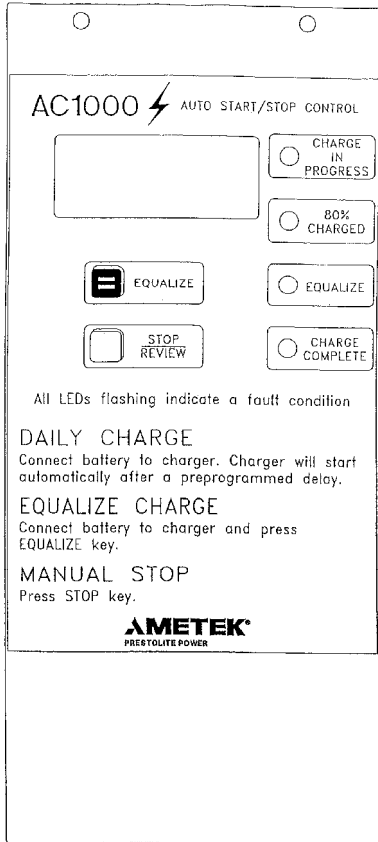 AC1000 AUTO START/STOP CONTROL
CHARGE
IN
PROGRESS
80%
CHARGED
EQUALIZE
EQUALIZE
STOP
REVIEW
CHARGE
COMPLETE
All LEDs flashing indicate a fault condition
DAILY CHARGE
Connect battery to charger. Charger will start
automatically after a preprogrammed delay.
EQUALIZE CHARGE
Connect battery to charger and press
EQUALIZE key.
MANUAL STOP
Press STOP key.
AMETEK®
PRESTOLITE POWER